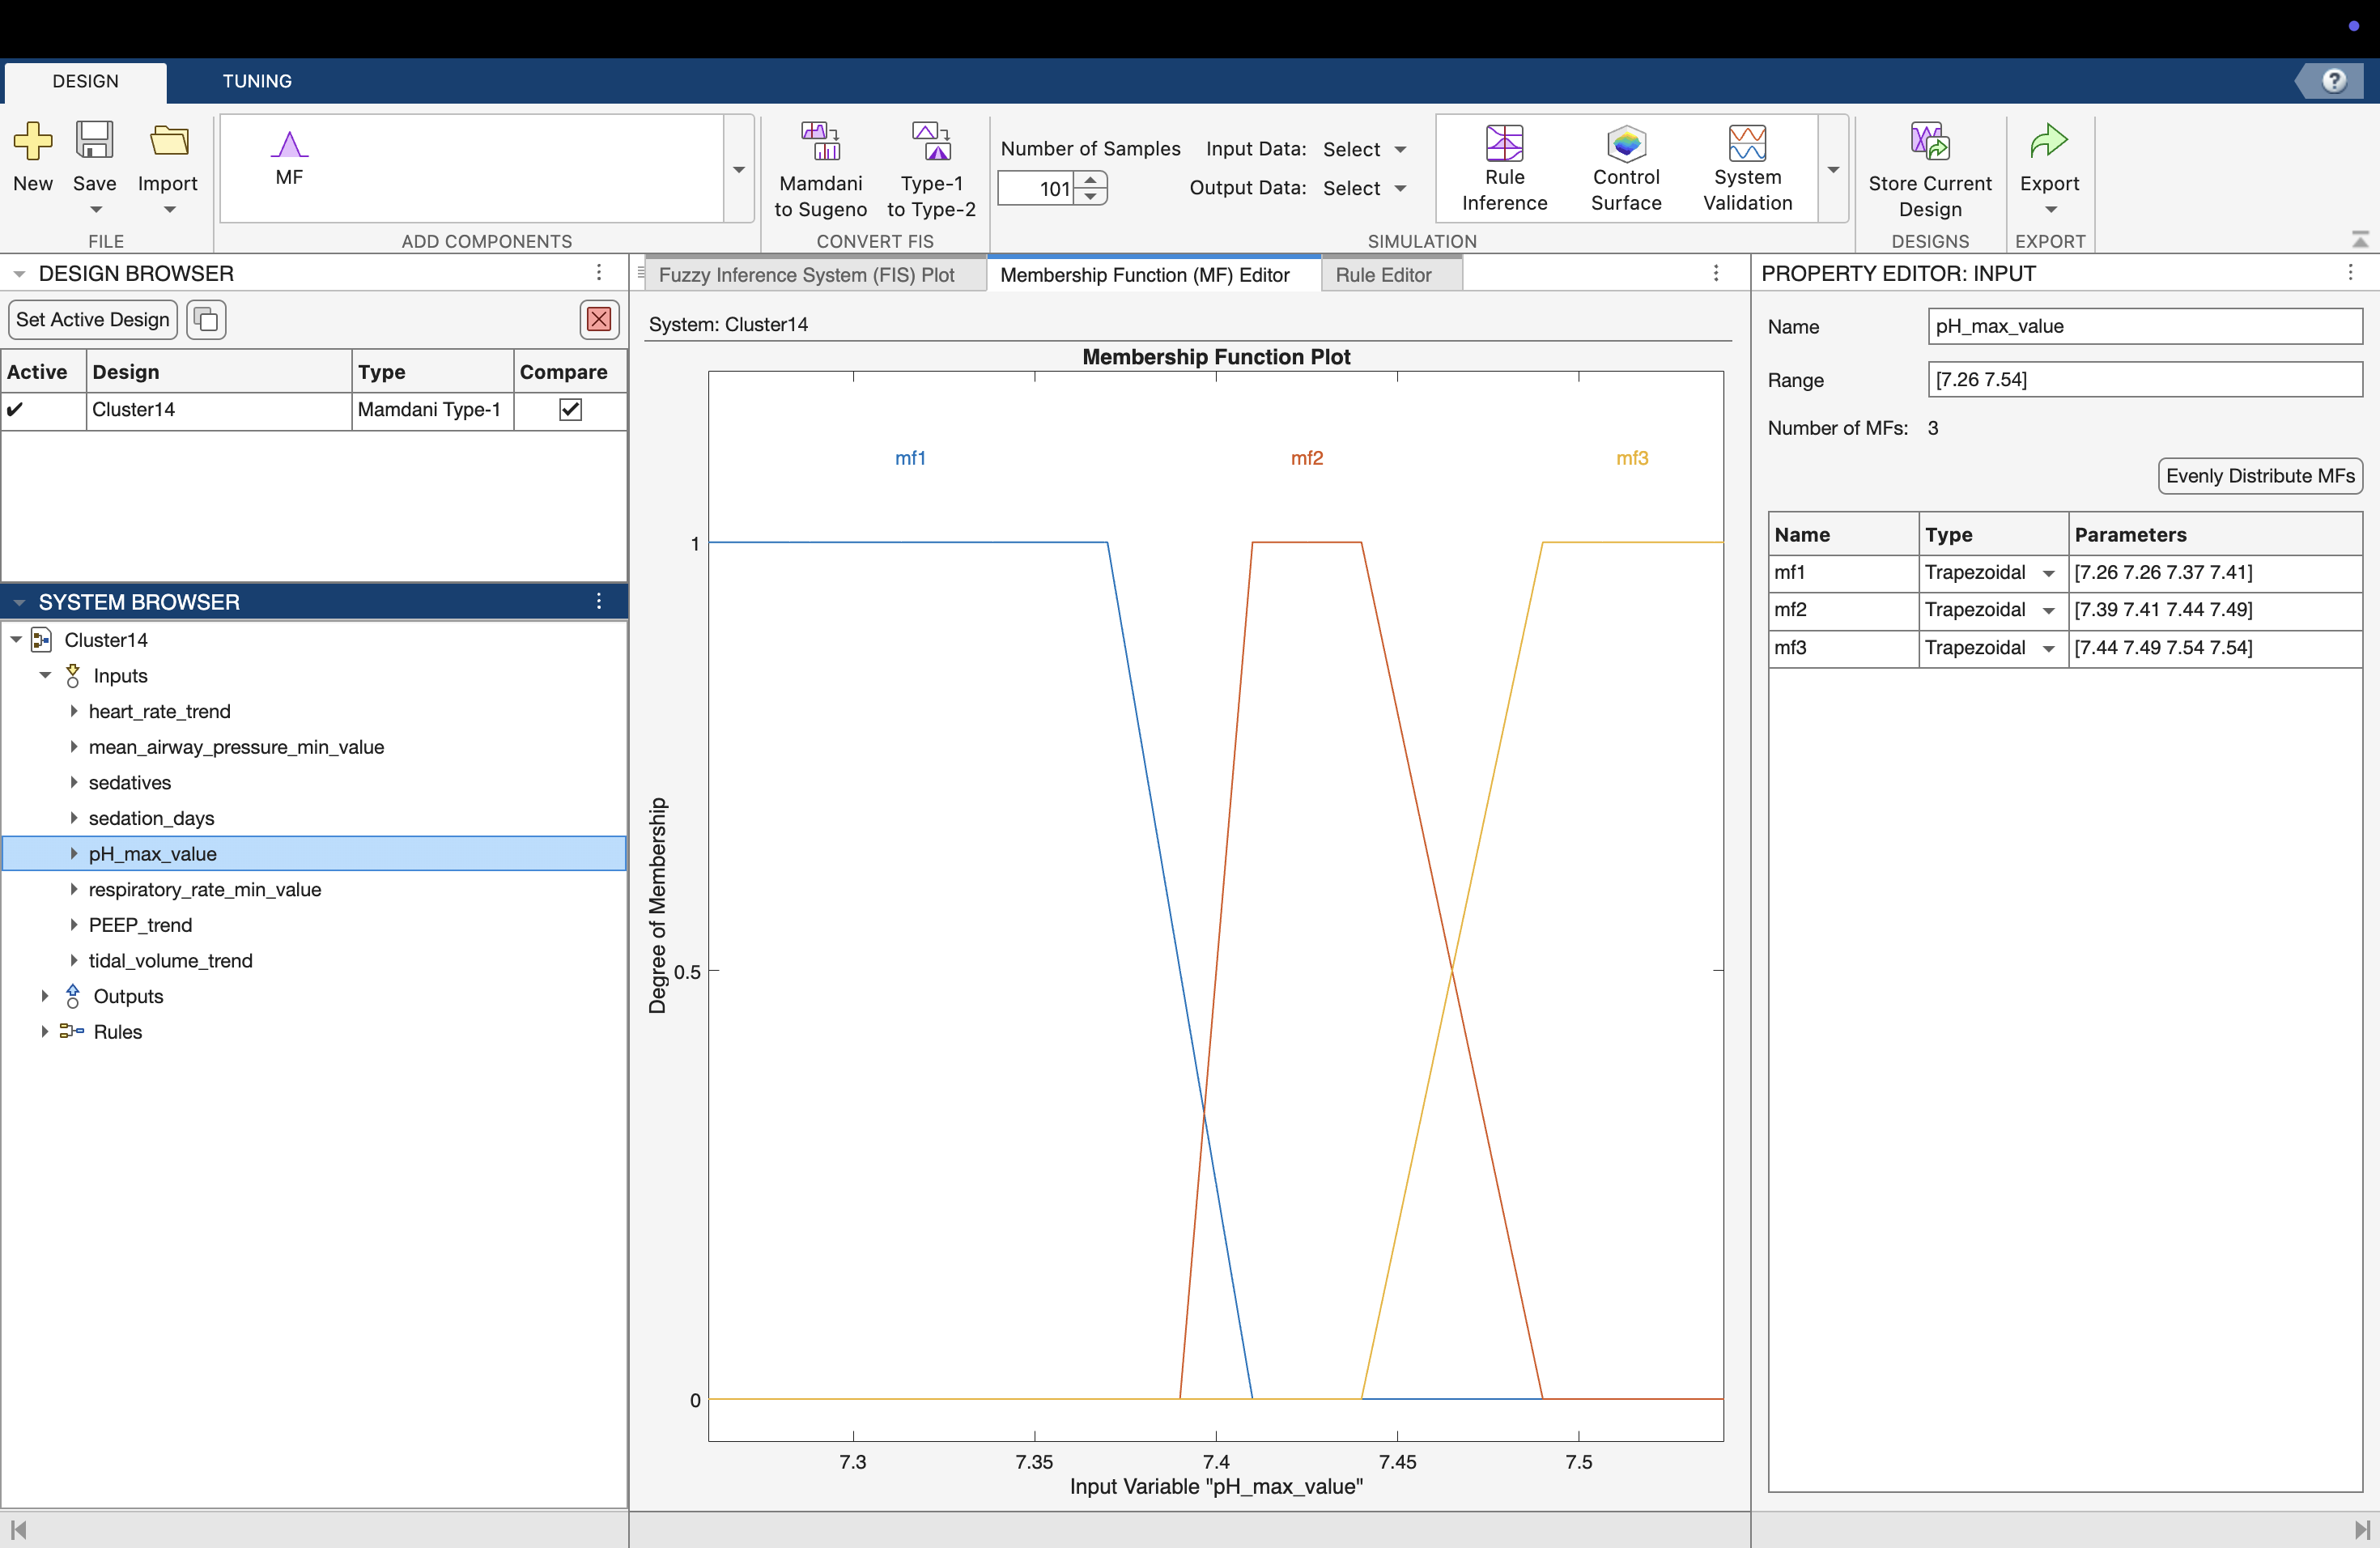 DESIGN
TUNING
New
Save
Import
FILE
MF
ADD COMPONENTS
Mamdani
to Sugeno
Type-1
to Type-2
CONVERT FIS
Number of Samples
101
Input Data: Select
Output Data: Select
Rule
Inference
Control
Surface
System
Validation
SIMULATION
Store Current
Design
DESIGNS
Export
EXPORT
DESIGN BROWSER
Set Active Design
Active Design Type Compare
Cluster14 Mamdani Type-1
SYSTEM BROWSER
Cluster14
Inputs
heart_rate_trend
mean_airway_pressure_min_value
sedatives
sedation_days
pH_max_value
respiratory_rate_min_value
PEEP_trend
tidal_volume_trend
Outputs
Rules
Fuzzy Inference System (FIS) Plot
Membership Function (MF) Editor
Rule Editor
System: Cluster14
Membership Function Plot
mf1 mf2 mf3
1
0.5
0
Degree of Membership
7.3 7.35 7.4 7.45 7.5
Input Variable "pH_max_value"
PROPERTY EDITOR: INPUT
Name pH_max_value
Range [7.26 7.54]
Number of MFs: 3
Evenly Distribute MFs
Name Type Parameters
mf1 Trapezoidal [7.26 7.26 7.37 7.41]
mf2 Trapezoidal [7.39 7.41 7.44 7.49]
mf3 Trapezoidal [7.44 7.49 7.54 7.54]